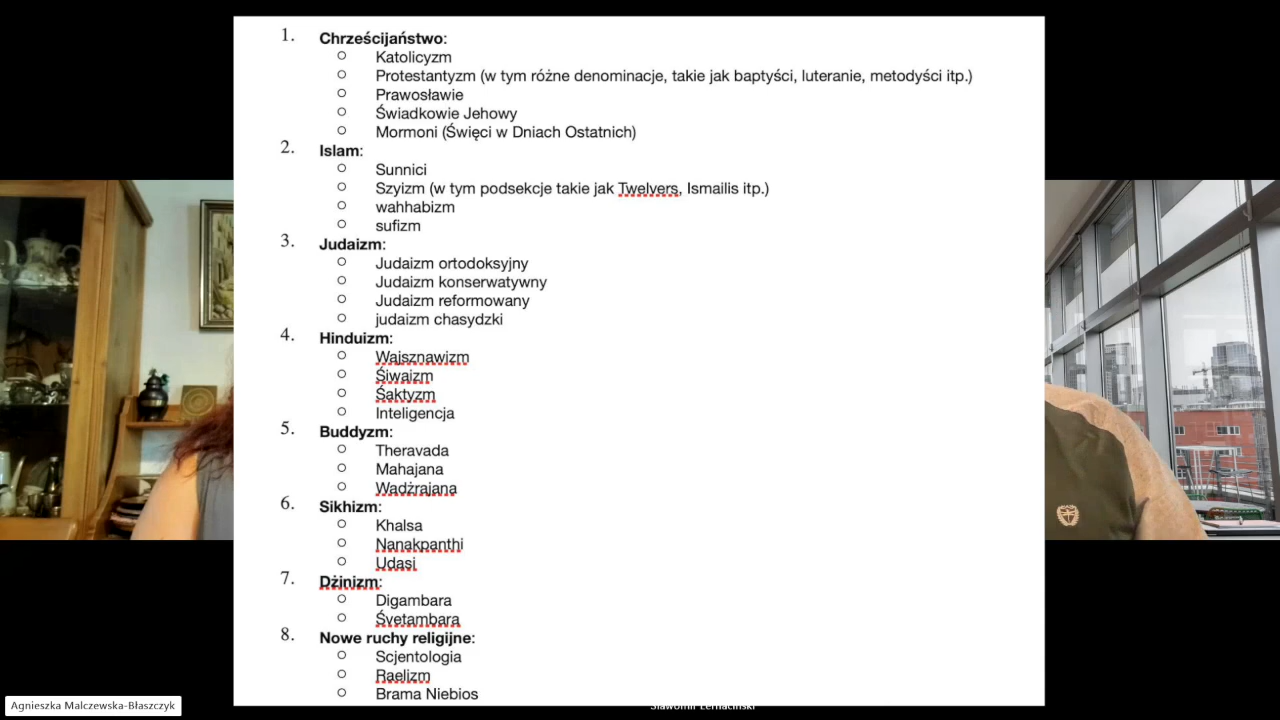 1. Chrześcijaństwo:
○ Katolicyzm
○ Protestantyzm (w tym różne denominacje, takie jak baptyści, luteranie, metodyści itp.)
○ Prawosławie
○ Świadkowie Jehowy
○ Mormoni (Święci w Dniach Ostatnich)
2. Islam:
○ Sunnici
○ Szyizm (w tym podsekcje takie jak Twelvers, Ismailis itp.)
○ wahhabizm
○ sufizm
3. Judaizm:
○ Judaizm ortodoksyjny
○ Judaizm konserwatywny
○ Judaizm reformowany
○ judaizm chasydzki
4. Hinduizm:
○ Wajsznawizm
○ Śiwaizm
○ Śaktyzm
○ Inteligencja
5. Buddyzm:
○ Theravada
○ Mahajana
○ Wadżrajana
6. Sikhizm:
○ Khalsa
○ Nanakpanthi
○ Udasi
7. Dżinizm:
○ Digambara
○ Śvetambara
8. Nowe ruchy religijne:
○ Scjentologia
○ Raelizm
○ Brama Niebios
Agnieszka Malczewska-Błaszczyk